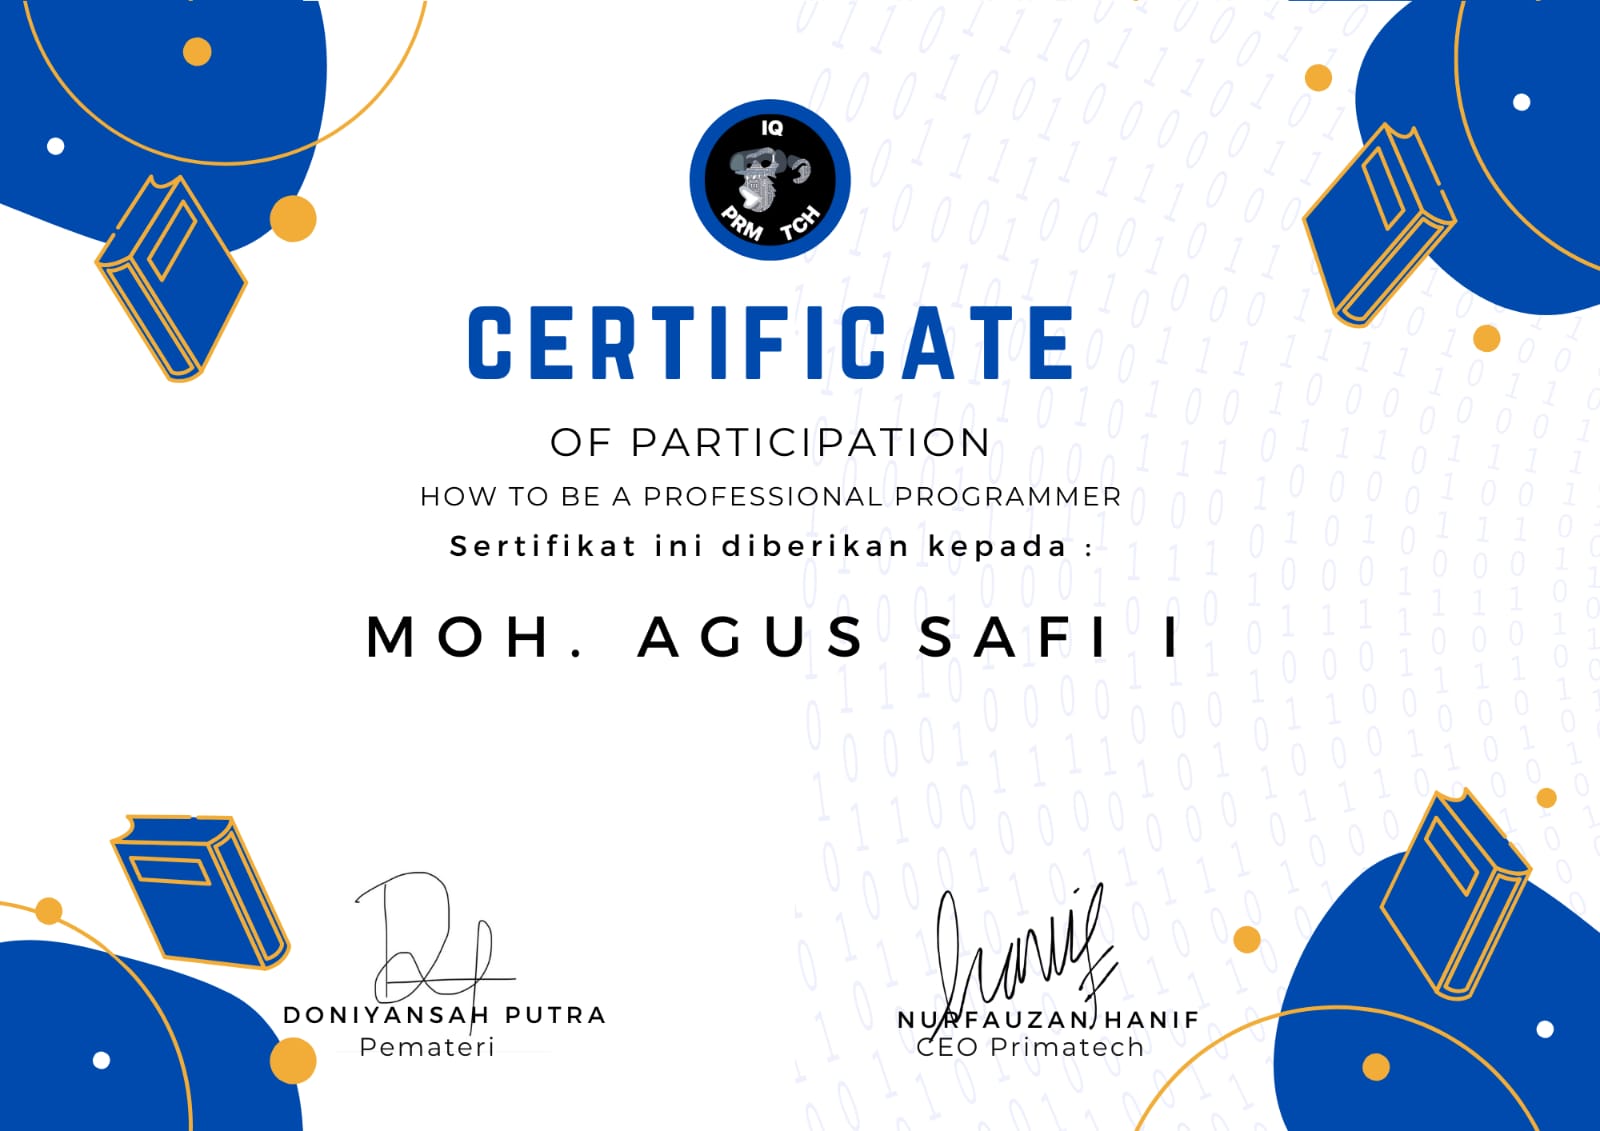 IQ
PRM TCH
CERTIFICATE
OF PARTICIPATION
HOW TO BE A PROFESSIONAL PROGRAMMER
Sertifikat ini diberikan kepada :
MOH. AGUS SAFI I
DONIYANSAH PUTRA
Pemateri
NURFAUZAN HANIF
CEO Primatech